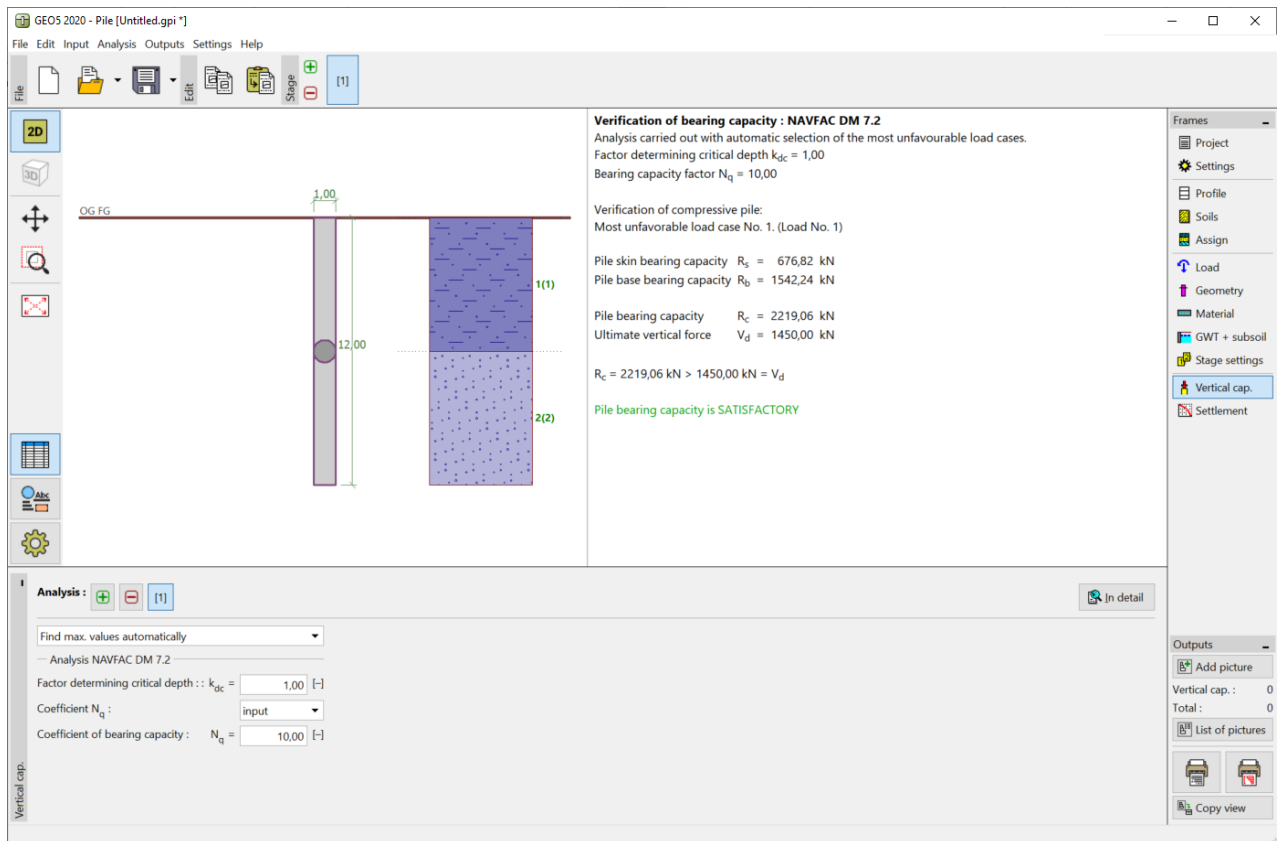 GEO5 2020 - Pile [Untitled.gpi *]
File Edit Input Analysis Outputs Settings Help
File
Edit
Stage
[1]
2D
3D
Abc
OG FG
1,00
12,00
1(1)
2(2)
Verification of bearing capacity : NAVFAC DM 7.2
Analysis carried out with automatic selection of the most unfavourable load cases.
Factor determining critical depth kdc = 1,00
Bearing capacity factor Nq = 10,00
Verification of compressive pile:
Most unfavorable load case No. 1. (Load No. 1)
Pile skin bearing capacity Rs = 676,82 kN
Pile base bearing capacity Rb = 1542,24 kN
Pile bearing capacity Rc = 2219,06 kN
Ultimate vertical force Vd = 1450,00 kN
Rc = 2219,06 kN > 1450,00 kN = Vd
Pile bearing capacity is SATISFACTORY
Frames
Project
Settings
Profile
Soils
Assign
Load
Geometry
Material
GWT + subsoil
Stage settings
Vertical cap.
Settlement
Vertical cap.
Analysis : [1]
In detail
Find max. values automatically
Analysis NAVFAC DM 7.2
Factor determining critical depth : : kdc = 1,00 [–]
Coefficient Nq : input
Coefficient of bearing capacity : Nq = 10,00 [–]
Outputs
Add picture
Vertical cap. : 0
Total : 0
List of pictures
Copy view